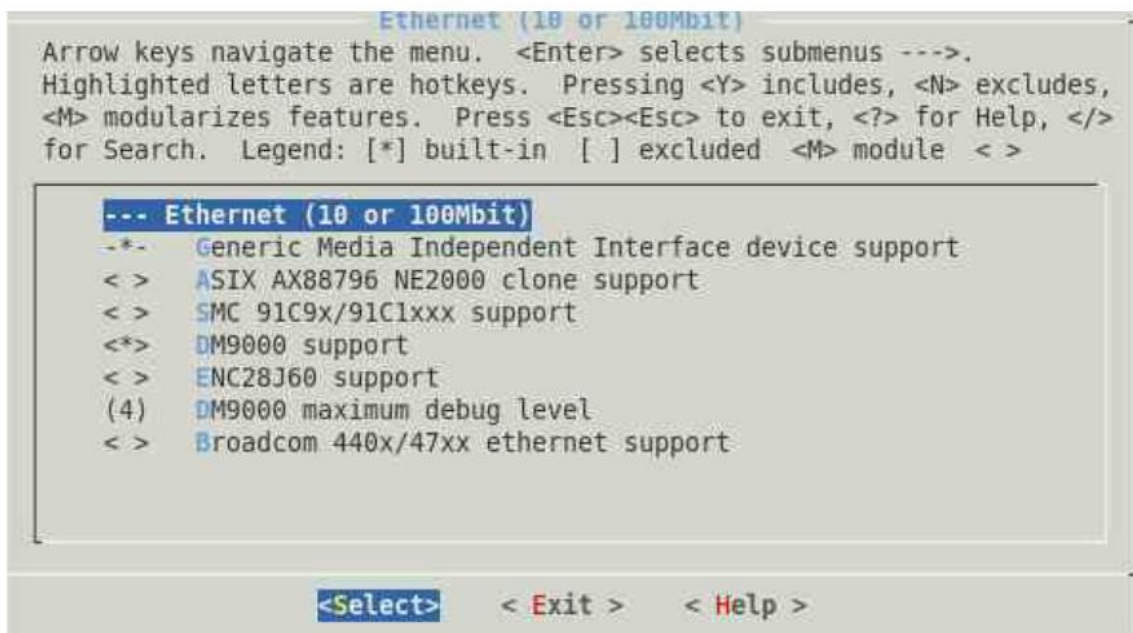 Ethernet (10 or 100Mbit)
Arrow keys navigate the menu.  <Enter> selects submenus --->.
Highlighted letters are hotkeys.  Pressing <Y> includes, <N> excludes,
<M> modularizes features.  Press <Esc><Esc> to exit, <?> for Help, </>
for Search.  Legend: [*] built-in  [ ] excluded  <M> module  < >
--- Ethernet (10 or 100Mbit)
-*-   Generic Media Independent Interface device support
< >   ASIX AX88796 NE2000 clone support
< >   SMC 91C9x/91C1xxx support
<*>   DM9000 support
< >   ENC28J60 support
(4)   DM9000 maximum debug level
< >   Broadcom 440x/47xx ethernet support
<Select>    < Exit >    < Help >